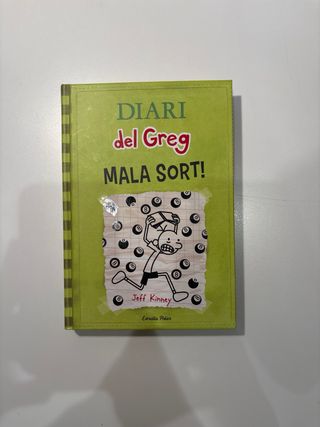 DIARI
del Greg
MALA SORT!
Jeff Kinney
Estrella Polar